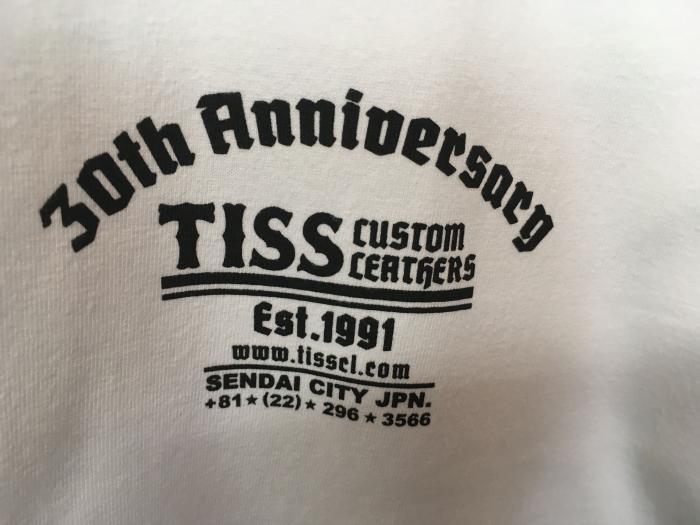 30th Anniversary
TISS CUSTOM
LEATHERS
Est.1991
www.tisscl.com
SENDAI CITY JPN.
+81★(22)★296★3566